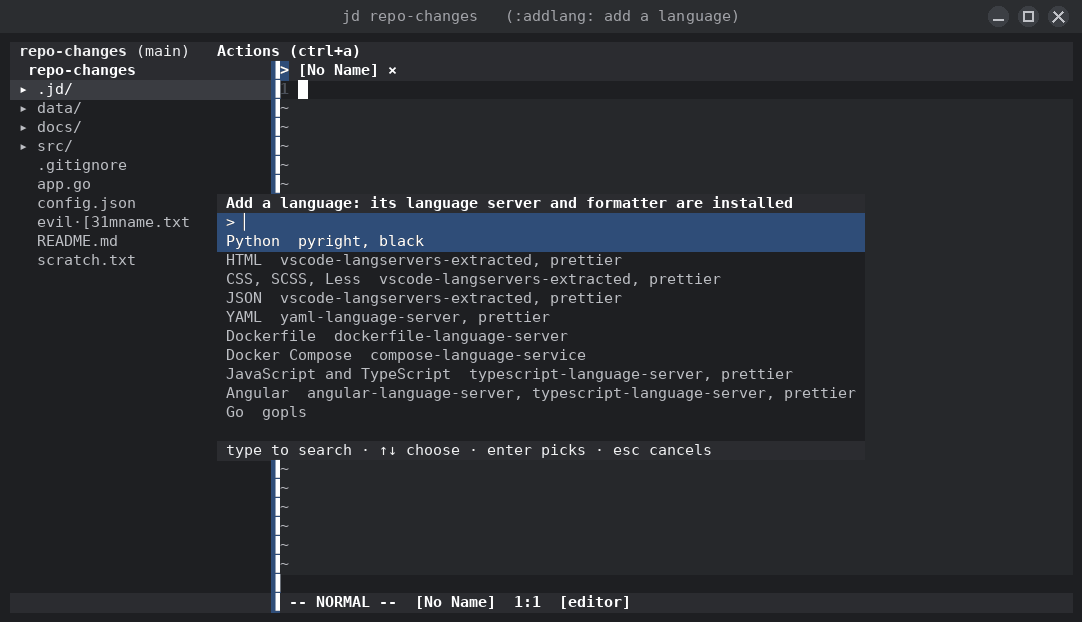 jd repo-changes   (:addlang: add a language)
repo-changes (main)   Actions (ctrl+a)
repo-changes
> [No Name] ×
▸ .jd/
1
▸ data/
~
▸ docs/
~
▸ src/
~
.gitignore
~
app.go
~
config.json
evil·[31mname.txt
README.md
scratch.txt
Add a language: its language server and formatter are installed
>
Python  pyright, black
HTML  vscode-langservers-extracted, prettier
CSS, SCSS, Less  vscode-langservers-extracted, prettier
JSON  vscode-langservers-extracted, prettier
YAML  yaml-language-server, prettier
Dockerfile  dockerfile-language-server
Docker Compose  compose-language-service
JavaScript and TypeScript  typescript-language-server, prettier
Angular  angular-language-server, typescript-language-server, prettier
Go  gopls
type to search · ↑↓ choose · enter picks · esc cancels
~
~
~
~
~
~
-- NORMAL --  [No Name]  1:1  [editor]